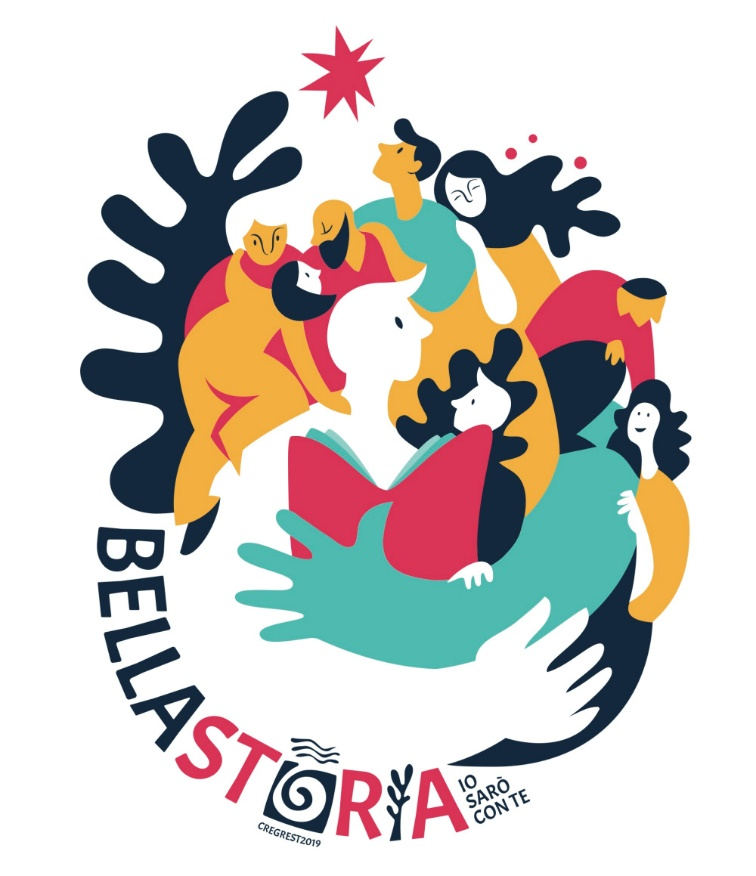 BELLASTORIA
IO
SARÒ
CON TE
CREGREST2019